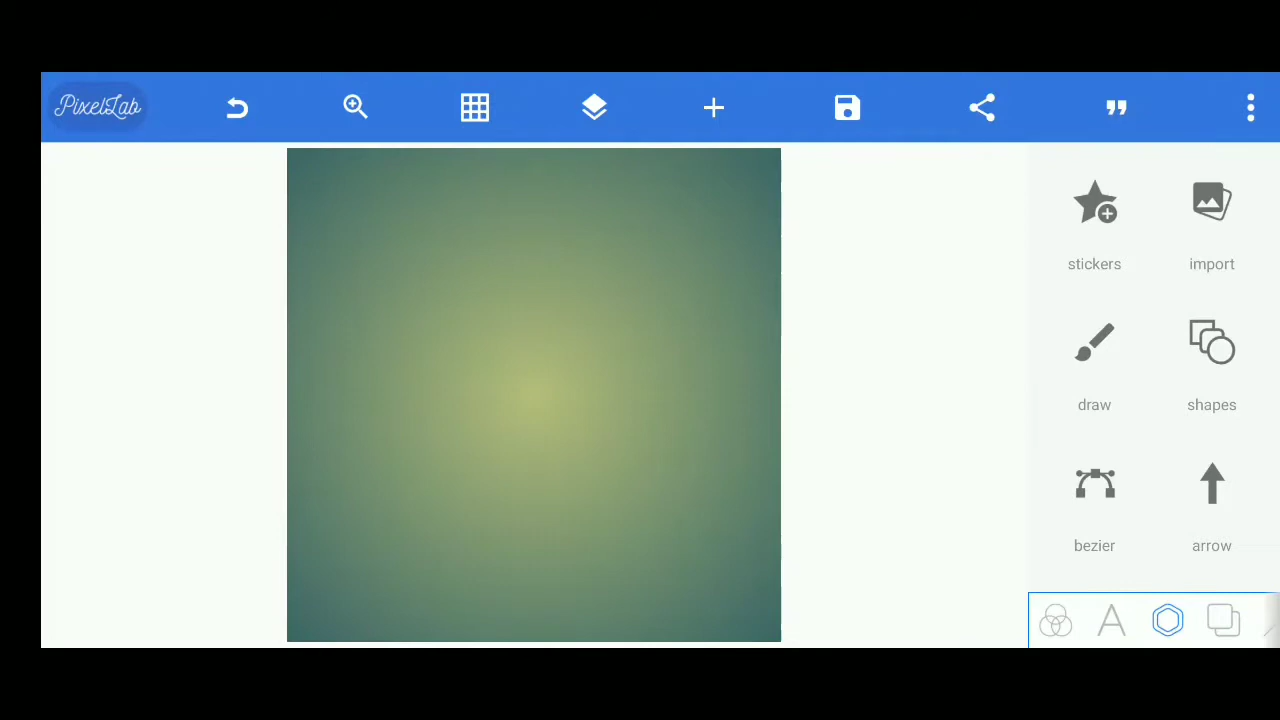 PixelLab
stickers
import
draw
shapes
bezier
arrow